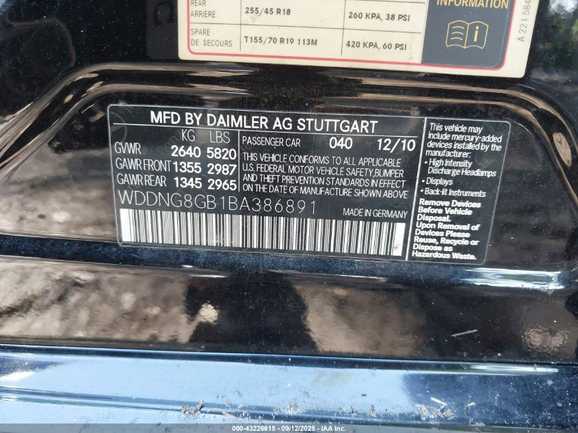 REAR
ARRIERE
255/45 R18
260 KPA, 38 PSI
SPARE
DE SECOURS
T155/70 R19 113M
420 KPA, 60 PSI
INFORMATION
A 221 584
MFD BY DAIMLER AG STUTTGART
KG LBS
GVWR 2640 5820
GAWR FRONT 1355 2987
GAWR REAR 1345 2965
PASSENGER CAR 040 12/10
THIS VEHICLE CONFORMS TO ALL APPLICABLE
U.S. FEDERAL MOTOR VEHICLE SAFETY, BUMPER
AND THEFT PREVENTION STANDARDS IN EFFECT
ON THE DATE OF MANUFACTURE SHOWN ABOVE
WDDNG8GB1BA386891
This vehicle may
include mercury-added
devices installed by the
manufacturer:
• High Intensity
Discharge Headlamps
• Displays
• Back-lit Instruments
Remove Devices
Before Vehicle Disposal.
Upon Removal of
Devices Please
Reuse, Recycle or
Dispose as
Hazardous Waste.
000-43226615 - 09/12/2025 - IAA, Inc.